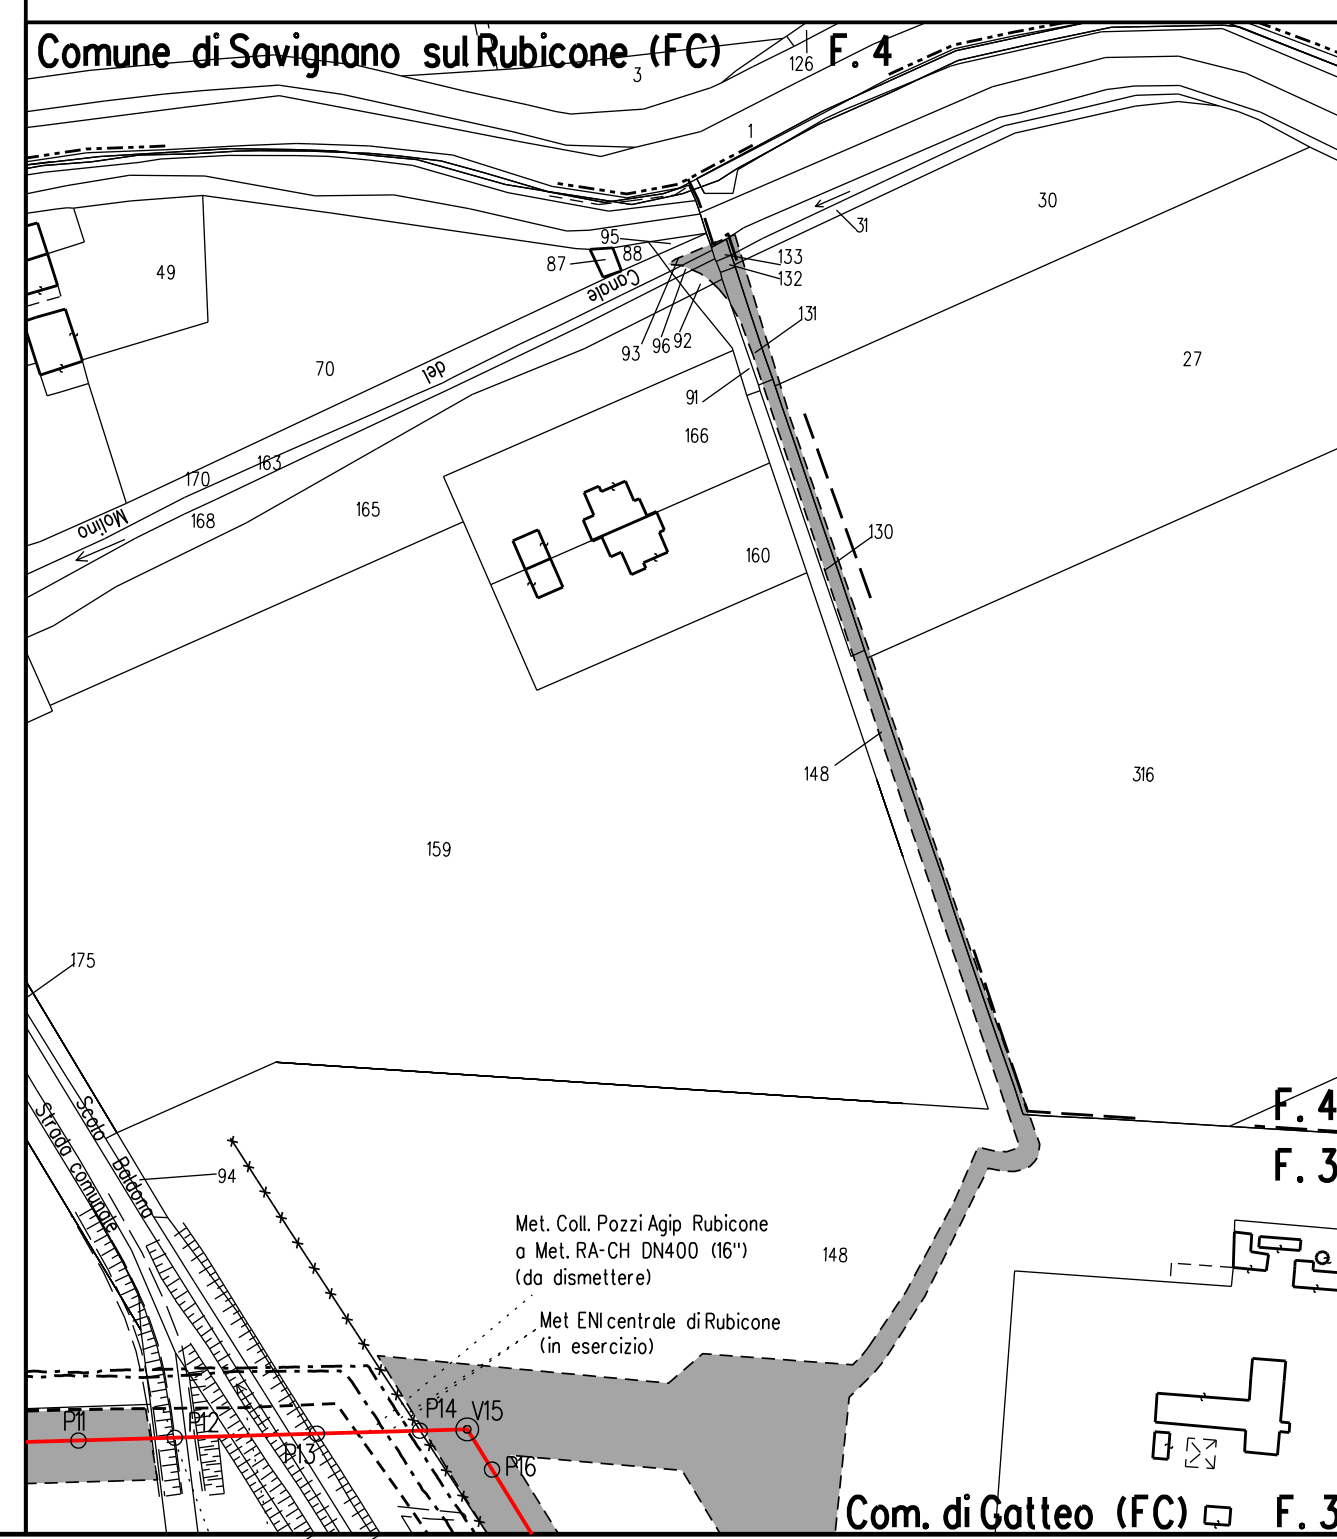 Comune di Savignano sul Rubicone (FC) F. 4
3
126
1
30
31
95
88
87
133
132
49
131
93
96
92
27
70
Canale
del
91
166
163
170
165
168
Molino
130
160
148
316
159
175
F. 4
Scolo Baldona
Strada comunale
F. 3
94
Met. Coll. Pozzi Agip Rubicone
a Met. RA-CH DN400 (16")
(da dismettere)
148
Met ENI centrale di Rubicone
(in esercizio)
P11
P12
P13
P14
V15
P16
Com. di Gatteo (FC) F. 3